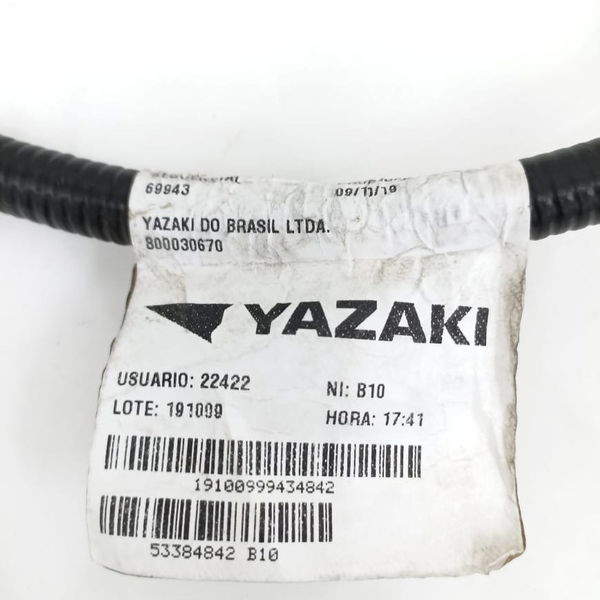 69943 09/11/19
YAZAKI DO BRASIL LTDA.
800030670
YAZAKI
USUARIO: 22422 NI: B10
LOTE: 191009 HORA: 17:41
19100999434842
53384842 B10